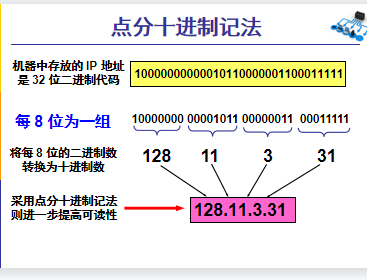 点分十进制记法
机器中存放的 IP 地址
是 32 位二进制代码
10000000000010110000001100011111
每 8 位为一组
10000000 00001011 00000011 00011111
将每 8 位的二进制数
转换为十进制数
128 11 3 31
采用点分十进制记法
则进一步提高可读性
128.11.3.31